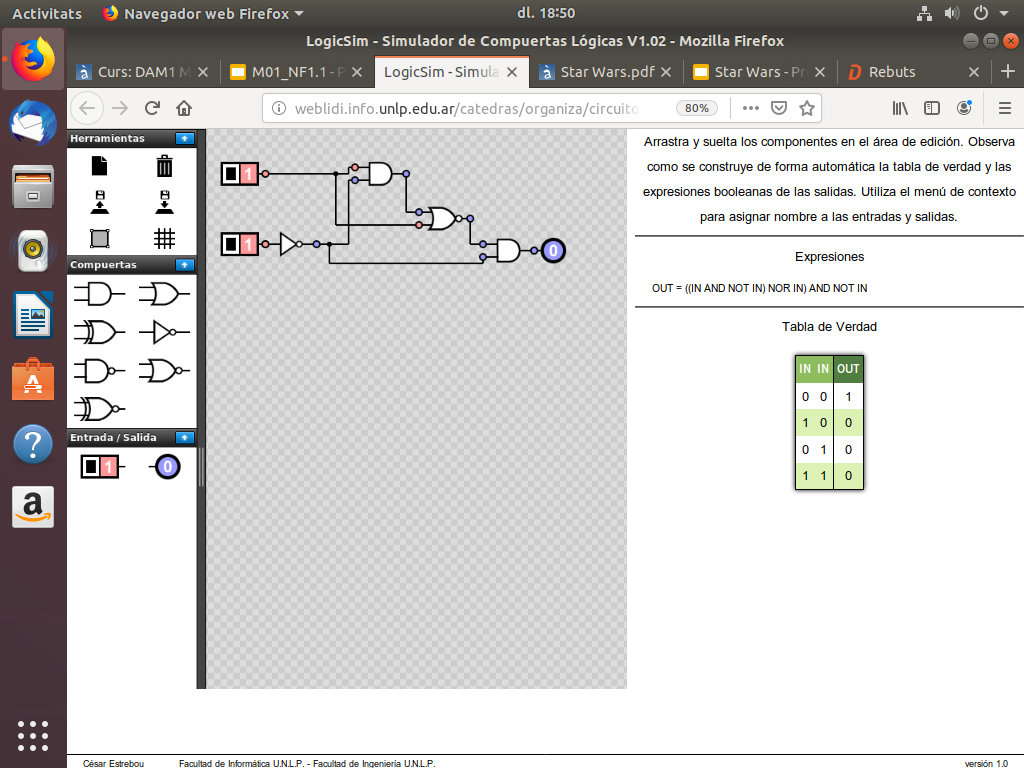 Activitats
Navegador web Firefox
dl. 18:50
LogicSim - Simulador de Compuertas Lógicas V1.02 - Mozilla Firefox
Curs: DAM1 M
M01_NF1.1 - P
LogicSim - Simula
Star Wars.pdf
Star Wars - Pr
Rebuts
weblidi.info.unlp.edu.ar/catedras/organiza/circuito
80%
Herramientas
Compuertas
Entrada / Salida
1
0
1
1
0
Arrastra y suelta los componentes en el área de edición. Observa
como se construye de forma automática la tabla de verdad y las
expresiones booleanas de las salidas. Utiliza el menú de contexto
para asignar nombre a las entradas y salidas.
Expresiones
OUT = ((IN AND NOT IN) NOR IN) AND NOT IN
Tabla de Verdad
IN IN OUT
0 0 1
1 0 0
0 1 0
1 1 0
César Estrebou
Facultad de Informática U.N.L.P. - Facultad de Ingeniería U.N.L.P.
versión 1.0